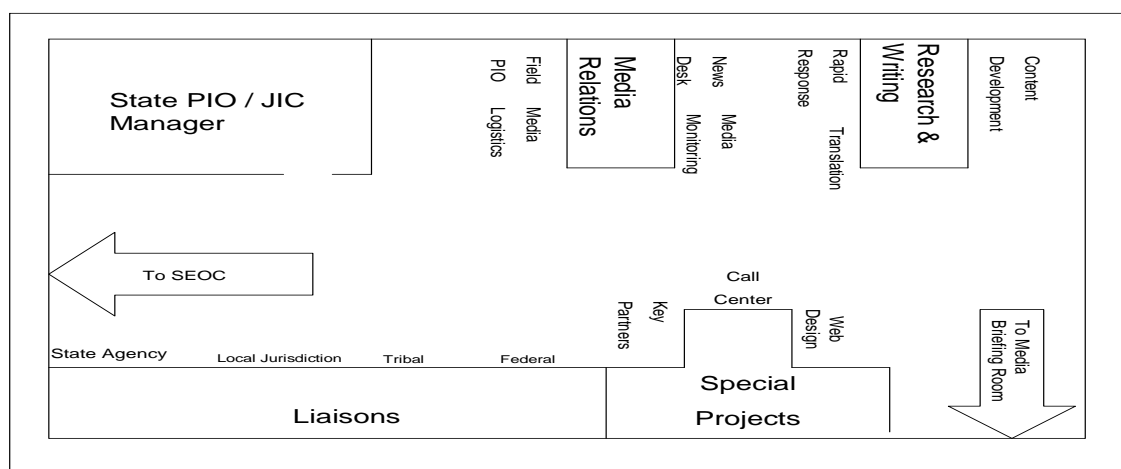 State PIO / JIC
Manager
Field Media
PIO Logistics
Media
Relations
News Media
Desk Monitoring
Rapid Translation
Response
Research &
Writing
Content
Development
To SEOC
Call
Center
Key
Partners
Web
Design
To Media
Briefing Room
State Agency
Local Jurisdiction
Tribal
Federal
Liaisons
Special
Projects